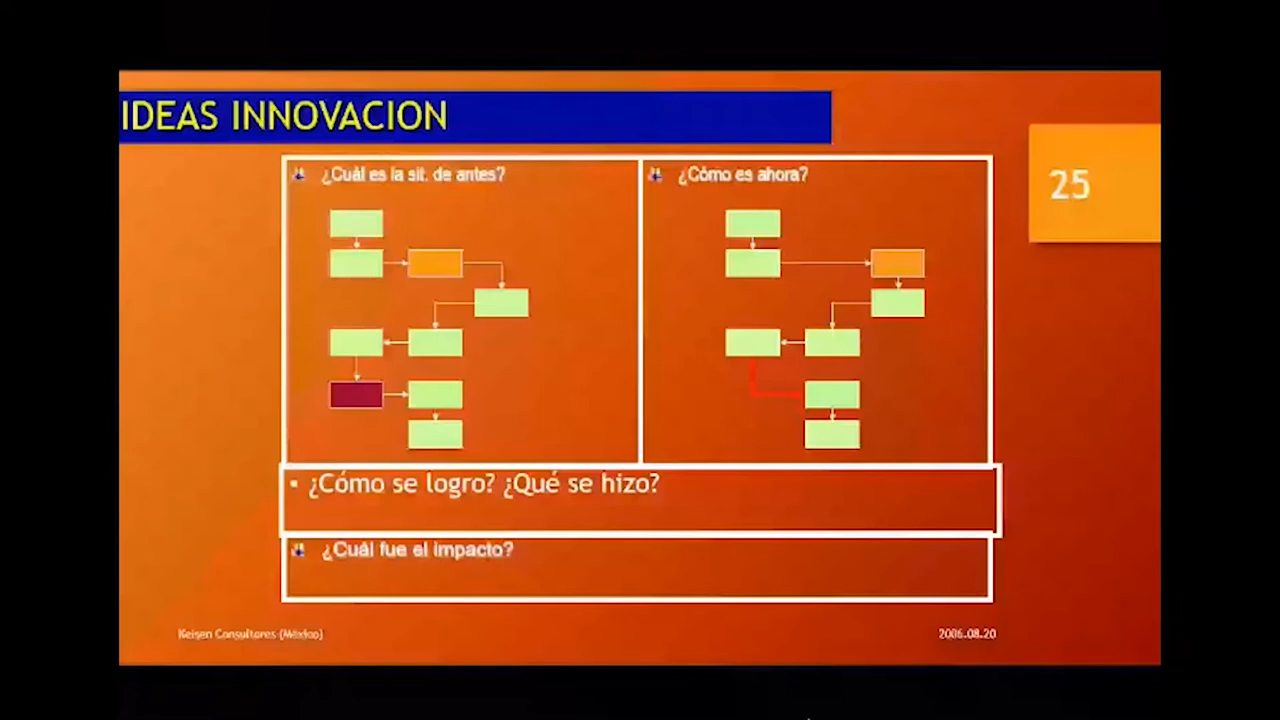 IDEAS INNOVACION
25
¿Cuál es la sit. de antes?
¿Cómo es ahora?
¿Cómo se logro? ¿Qué se hizo?
¿Cuál fue el impacto?
Keisen Consultores (México)
2006.08.20